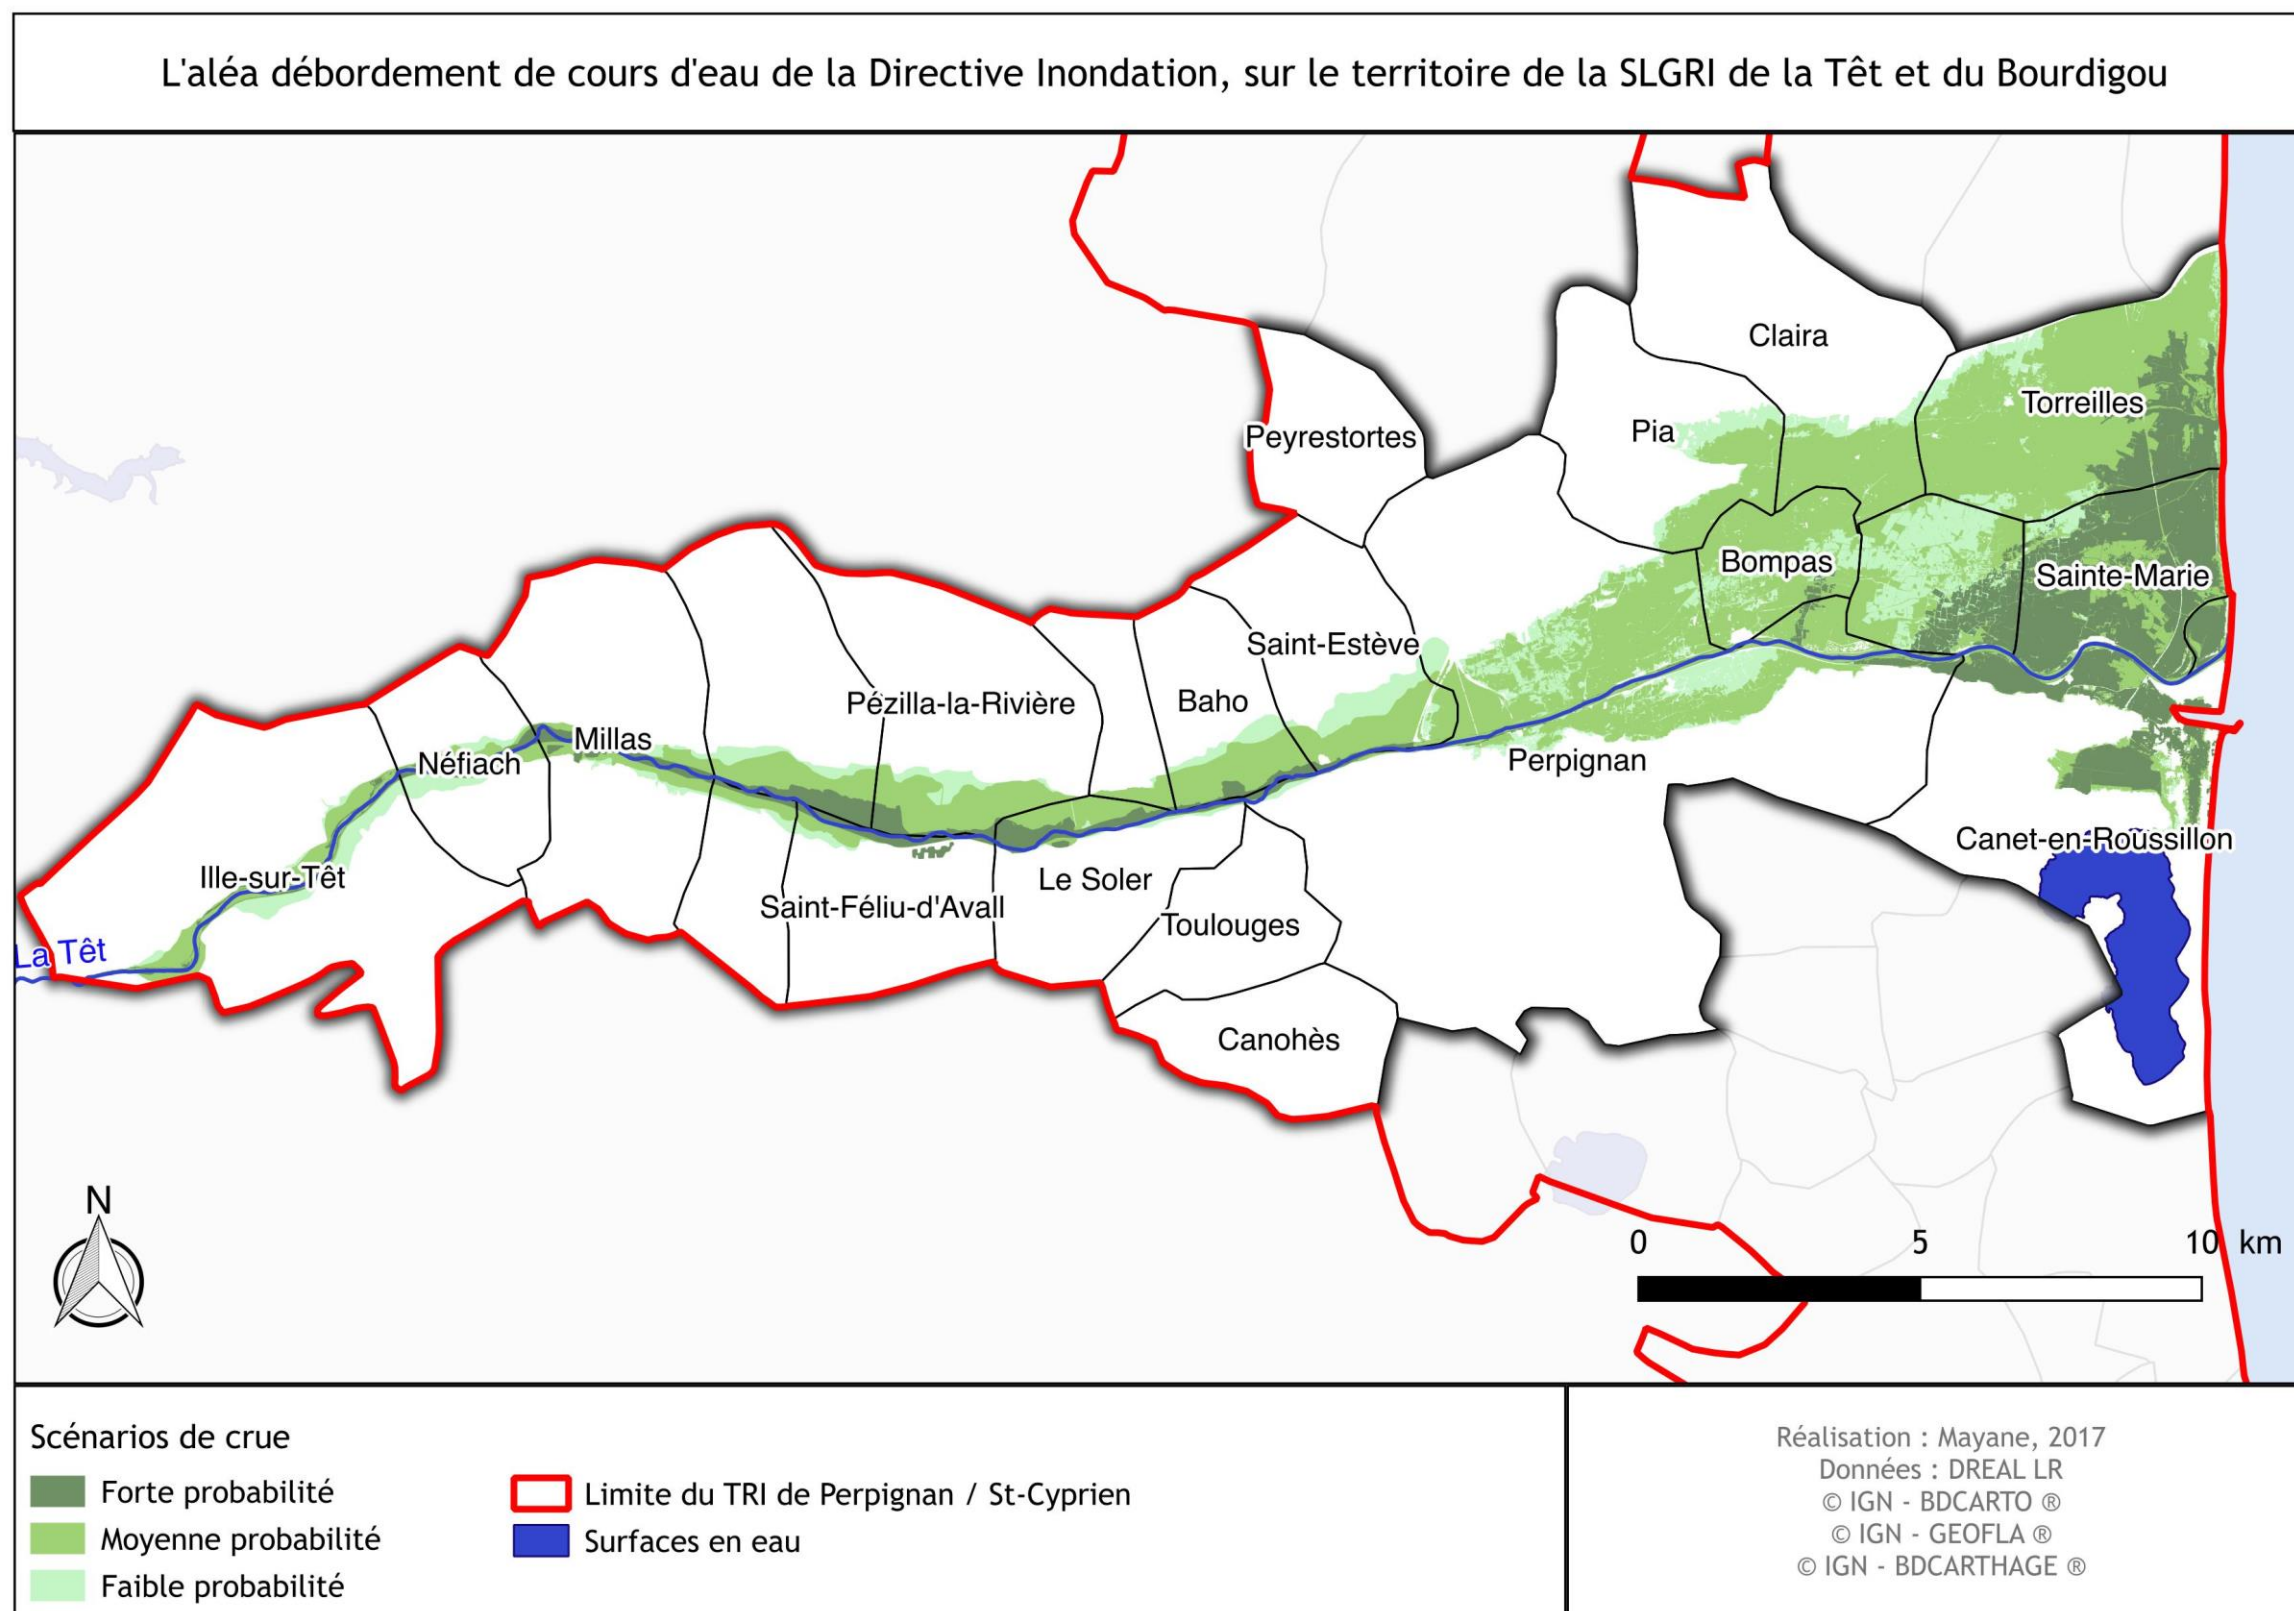 L'aléa débordement de cours d'eau de la Directive Inondation, sur le territoire de la SLGRI de la Têt et du Bourdigou
Claira
Torreilles
Pia
Peyrestortes
Bompas
Sainte-Marie
Saint-Estève
Pézilla-la-Rivière
Baho
Millas
Néfiach
Perpignan
Canet-en-Roussillon
Ille-sur-Têt
Le Soler
Saint-Féliu-d'Avall
Toulouges
La Têt
Canohès
N
0 5 10 km
Scénarios de crue
Forte probabilité
Moyenne probabilité
Faible probabilité
Limite du TRI de Perpignan / St-Cyprien
Surfaces en eau
Réalisation : Mayane, 2017
Données : DREAL LR
© IGN - BDCARTO ®
© IGN - GEOFLA ®
© IGN - BDCARTHAGE ®